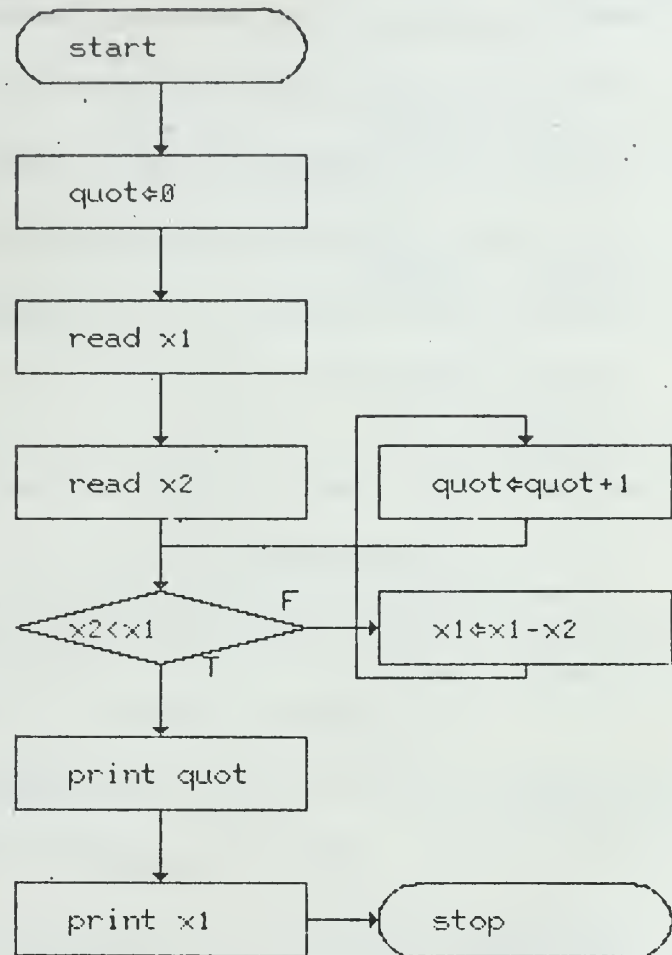 start
quot⇐0
read x1
read x2
quot⇐quot+1
x2<x1
F
T
x1⇐x1-x2
print quot
print x1
stop